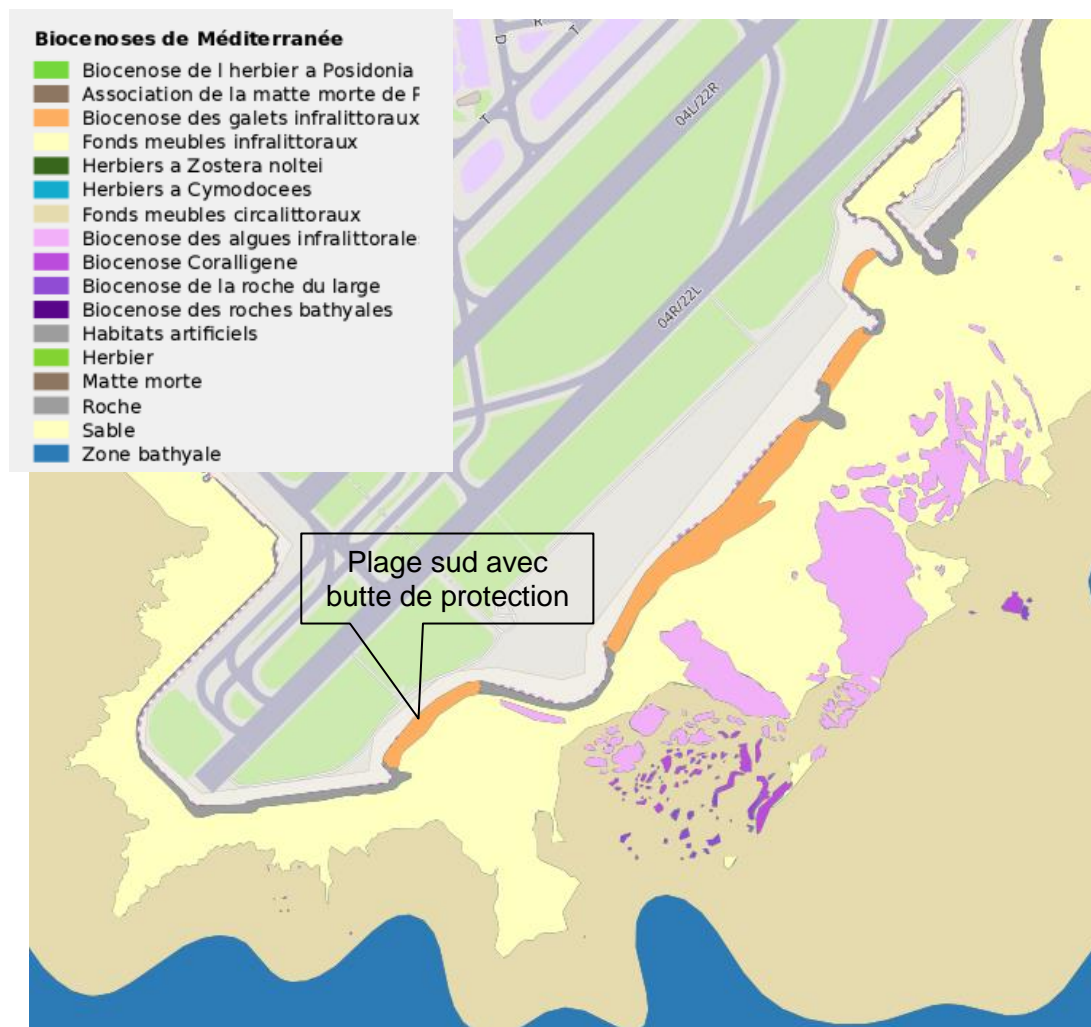 Biocenoses de Méditerranée
Biocenose de l herbier a Posidonia
Association de la matte morte de P
Biocenose des galets infralittoraux
Fonds meubles infralittoraux
Herbiers a Zostera noltei
Herbiers a Cymodocees
Fonds meubles circalittoraux
Biocenose des algues infralittorale
Biocenose Coralligene
Biocenose de la roche du large
Biocenose des roches bathyales
Habitats artificiels
Herbier
Matte morte
Roche
Sable
Zone bathyale
D
R
T
T
04L/22R
04R/22L
Plage sud avec
butte de protection